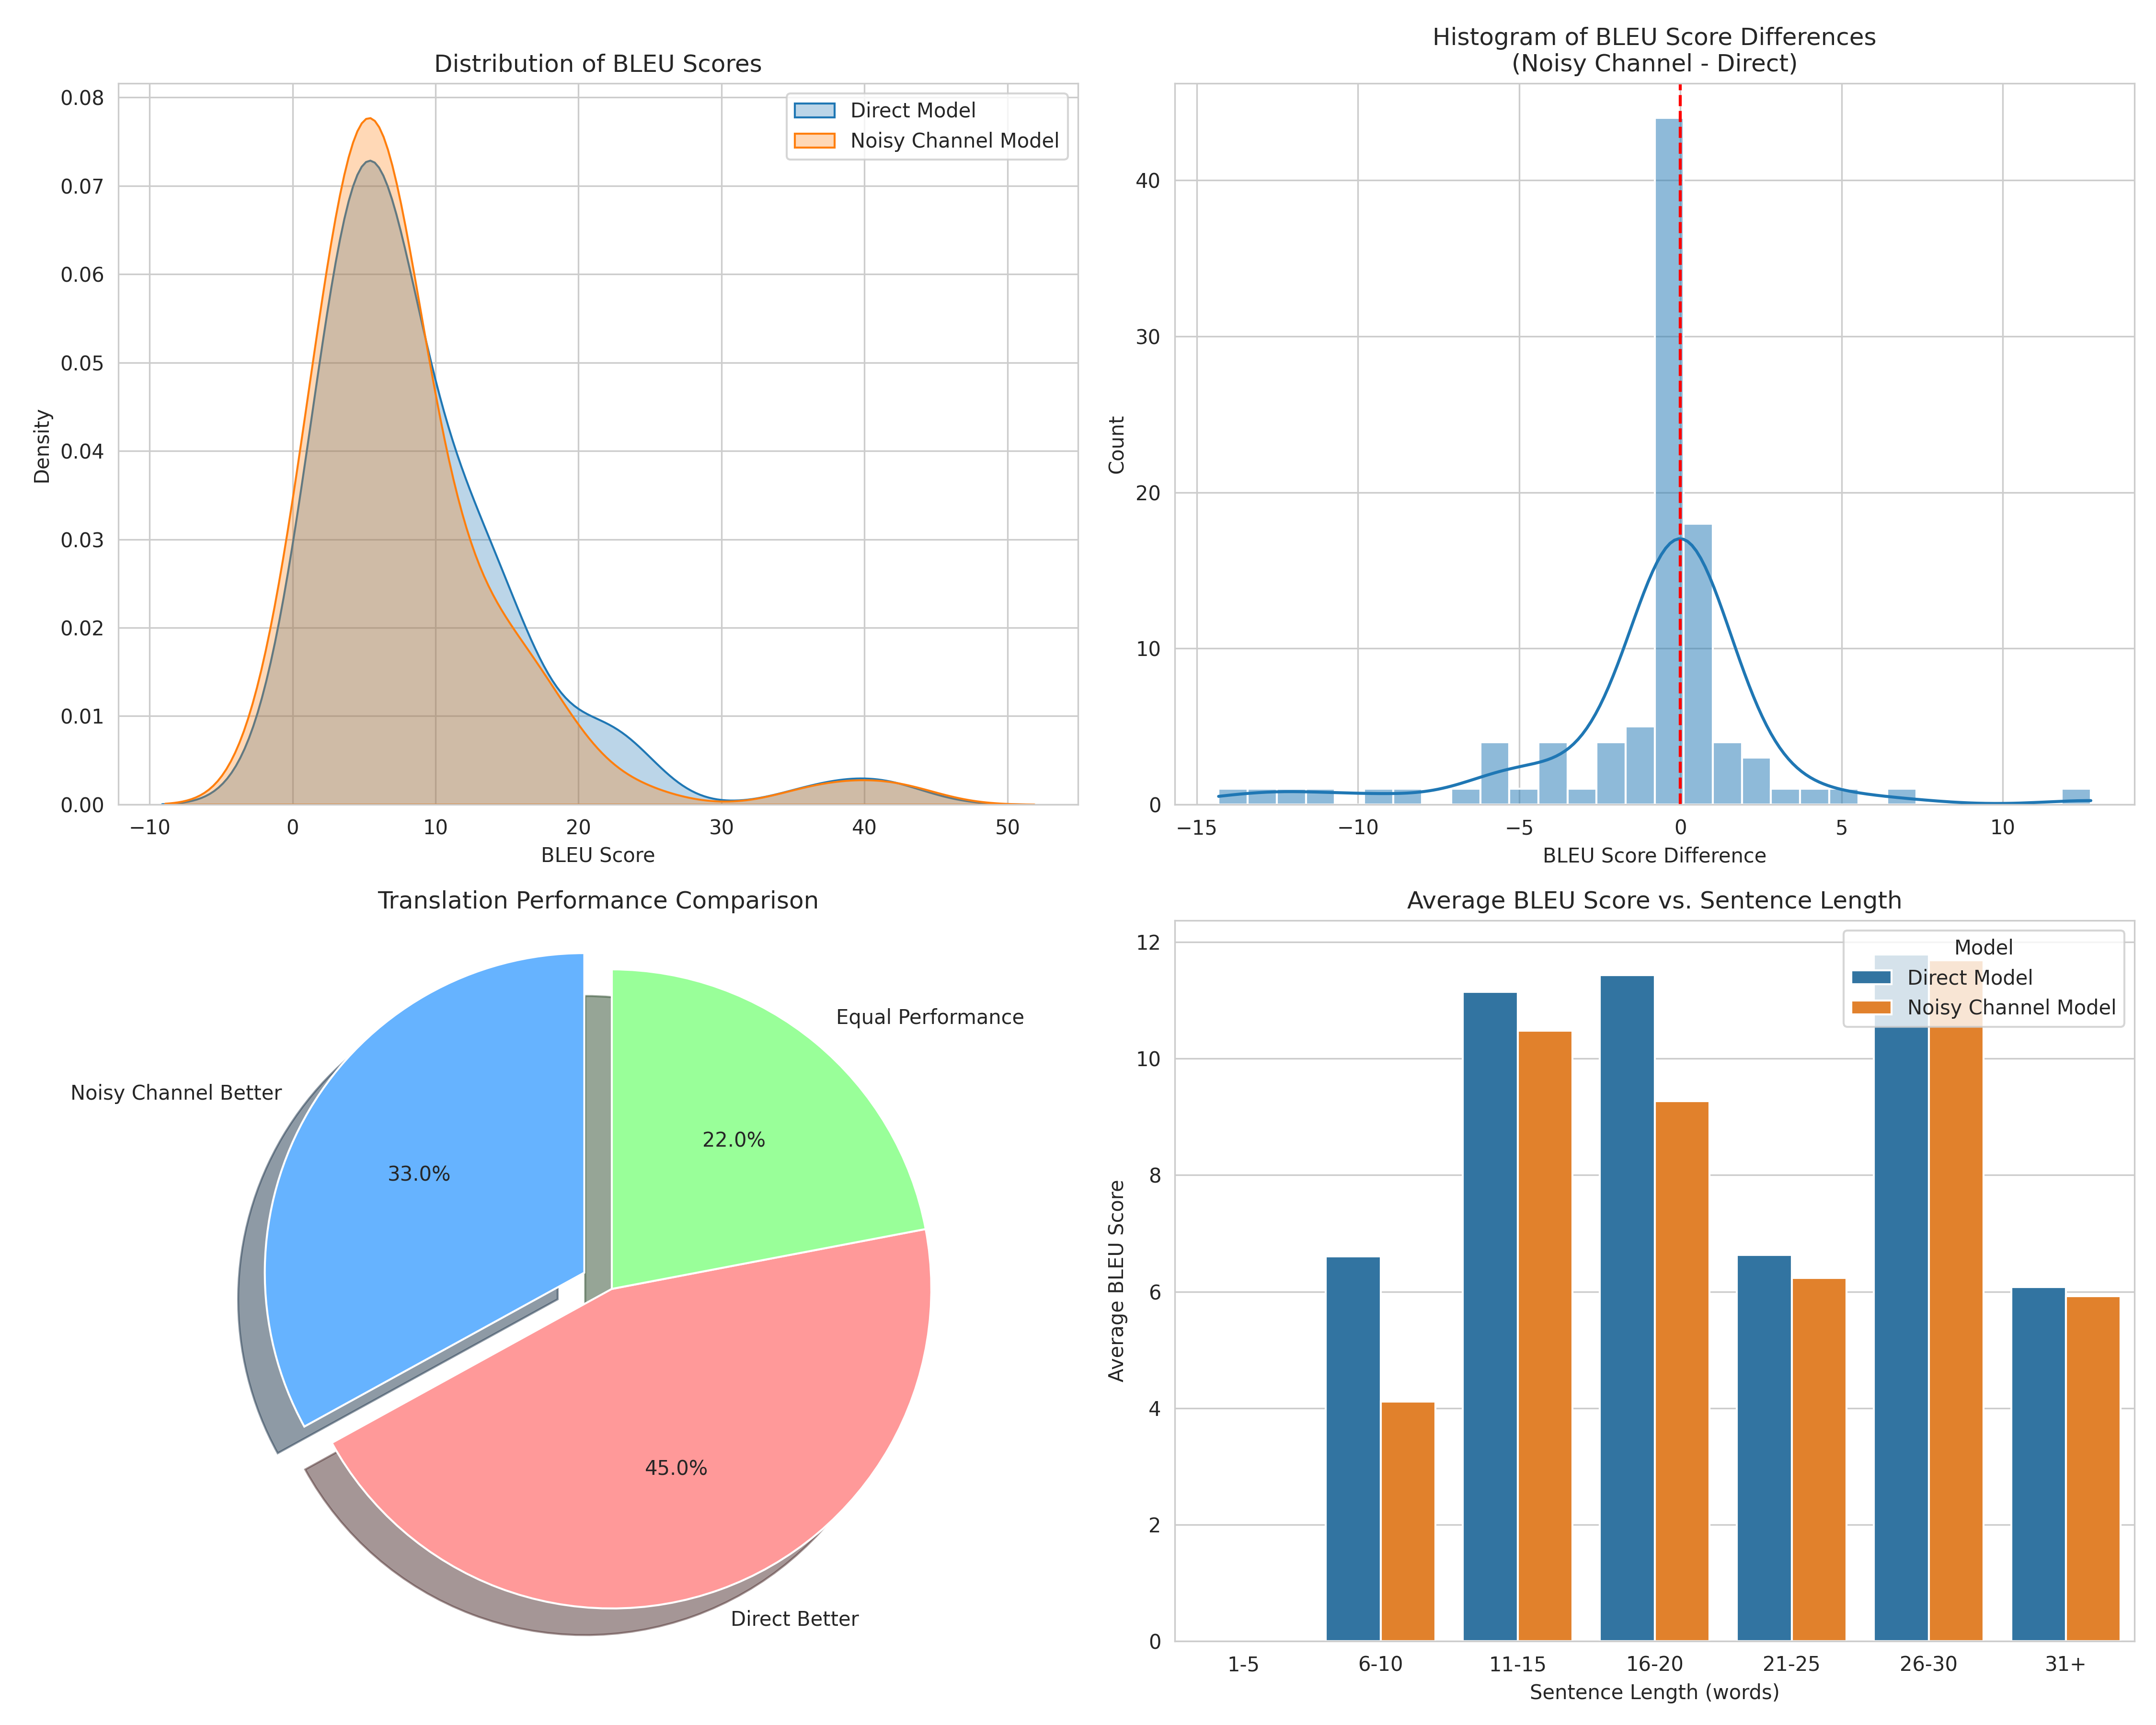 Distribution of BLEU Scores
Direct Model
Noisy Channel Model
0.08
0.07
0.06
0.05
0.04
0.03
0.02
0.01
0.00
Density
−10 0 10 20 30 40 50
BLEU Score
Histogram of BLEU Score Differences
(Noisy Channel - Direct)
40
30
20
10
0
Count
−15 −10 −5 0 5 10
BLEU Score Difference
Translation Performance Comparison
Equal Performance
Noisy Channel Better
22.0%
33.0%
45.0%
Direct Better
Average BLEU Score vs. Sentence Length
Model
Direct Model
Noisy Channel Model
12
10
8
6
4
2
0
Average BLEU Score
1-5 6-10 11-15 16-20 21-25 26-30 31+
Sentence Length (words)